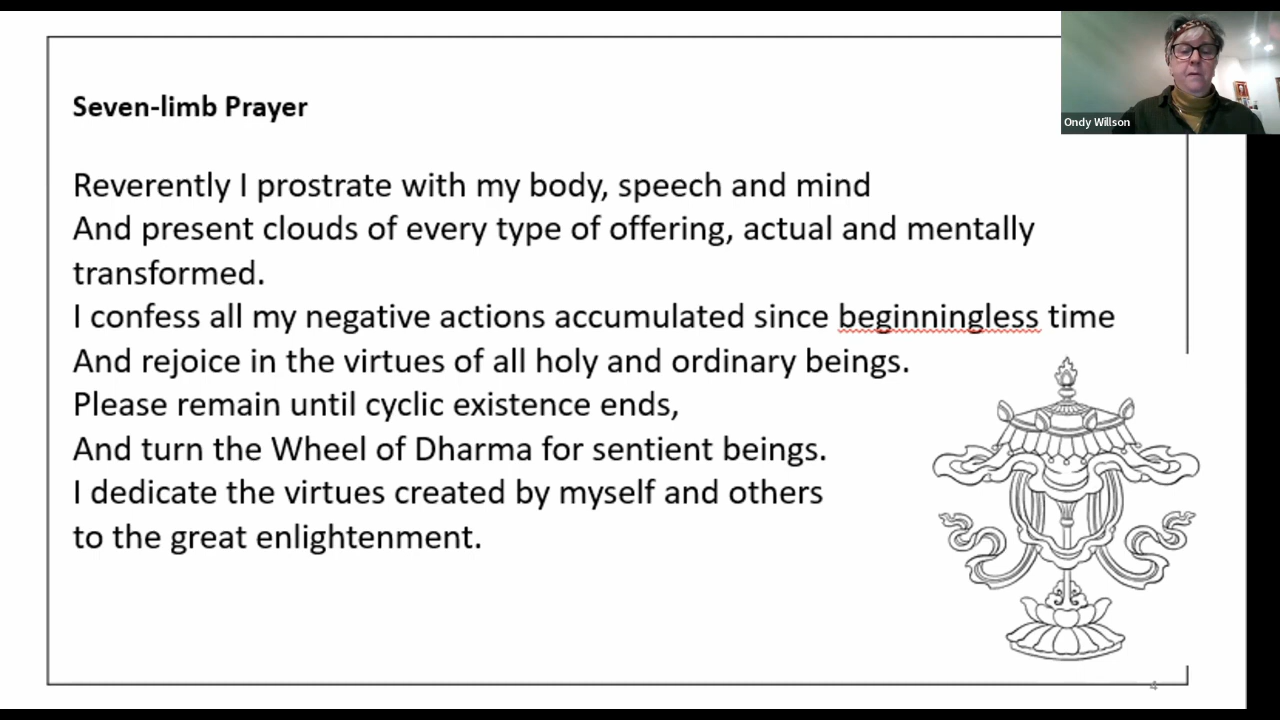 Seven-limb Prayer
Reverently I prostrate with my body, speech and mind
And present clouds of every type of offering, actual and mentally
transformed.
I confess all my negative actions accumulated since beginningless time
And rejoice in the virtues of all holy and ordinary beings.
Please remain until cyclic existence ends,
And turn the Wheel of Dharma for sentient beings.
I dedicate the virtues created by myself and others
to the great enlightenment.
Ondy Willson
4